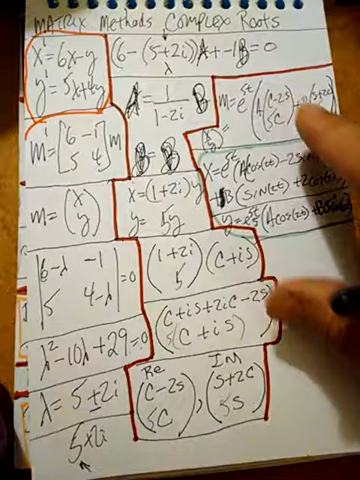 MATRIX Methods Complex Roots
x' = 6x - y
y' = 5x + 4y
m' = [6 -1
5 4] m
m = (x
y)
|6-λ -1
5 4-λ| = 0
λ² - 10λ + 29 = 0
λ = 5 ± 2i
5 + 2i
(6 - (5+2i)) A + -1 B = 0
λ
A = 1/(1-2i) B
x = (1+2i) y
y = 5y
(1+2i
5) (C + iS)
(C + iS + 2iC - 2S
5(C + iS))
Re IM
(C - 2S
5C), (S + 2C
5S)
m = e^5t (A(C-2S
5C) + B(S+2C
(x
y) =
x = e^5t (A(cos(2t) - 2sin
B (sin(2t) + 2cos(2t
y = e^5t (A cos(2t) + B